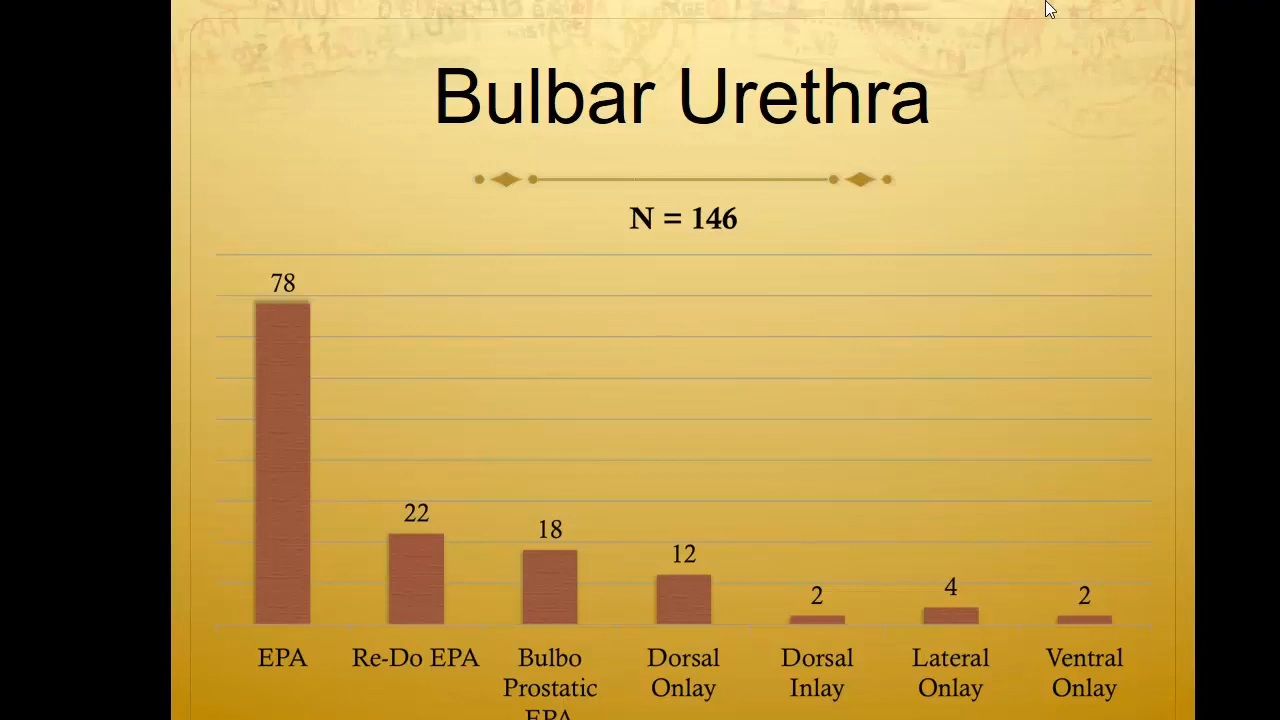 Bulbar Urethra
N = 146
78
22
18
12
2
4
2
EPA
Re-Do EPA
Bulbo
Prostatic
EPA
Dorsal
Onlay
Dorsal
Inlay
Lateral
Onlay
Ventral
Onlay